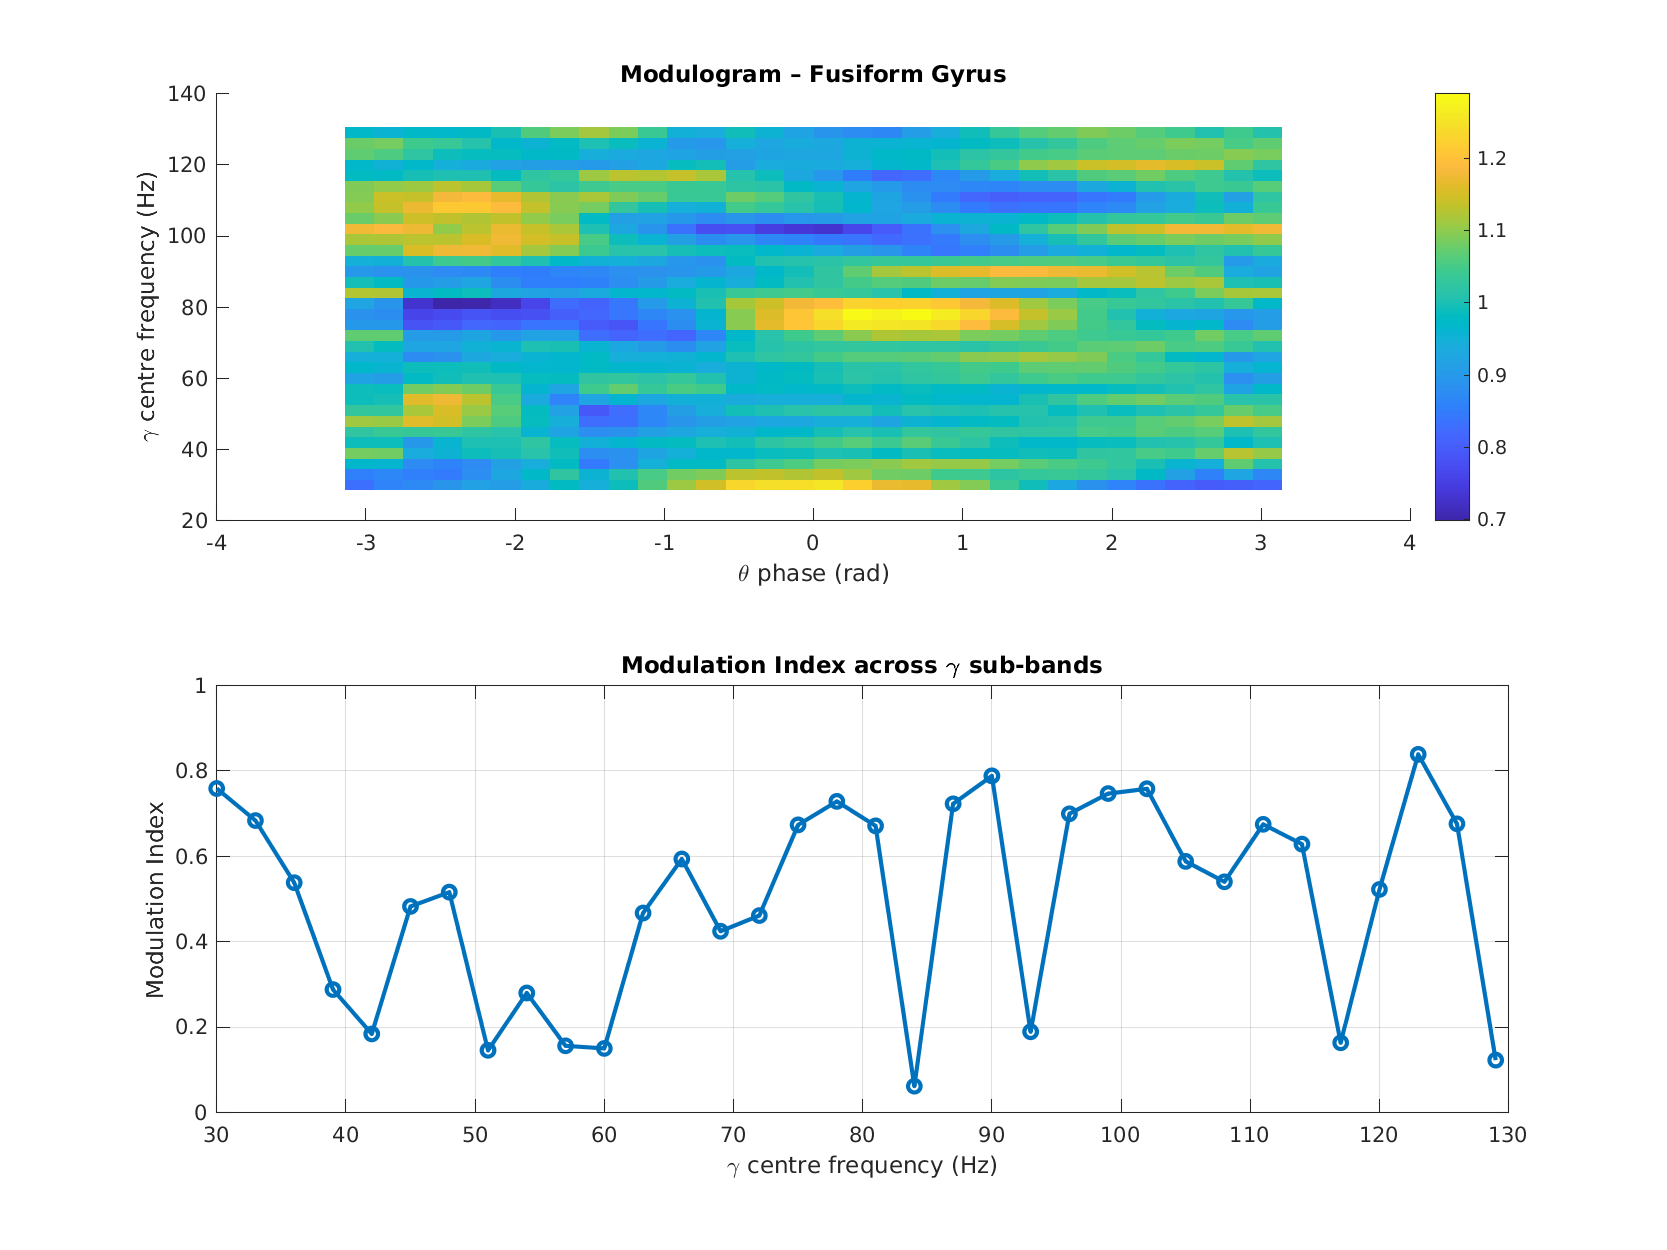 Modulogram – Fusiform Gyrus
140
120
100
80
60
40
20
γ centre frequency (Hz)
-4 -3 -2 -1 0 1 2 3 4
θ phase (rad)
1.2
1.1
1
0.9
0.8
0.7
Modulation Index across γ sub-bands
1
0.8
0.6
0.4
0.2
0
Modulation Index
30 40 50 60 70 80 90 100 110 120 130
γ centre frequency (Hz)